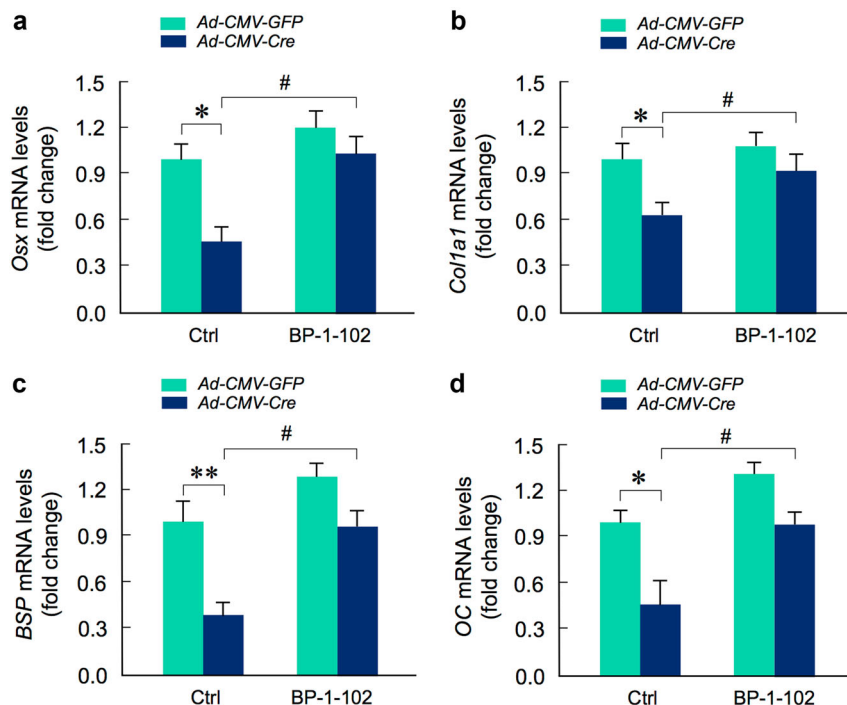 a
Ad-CMV-GFP
Ad-CMV-Cre
Osx mRNA levels
(fold change)
1.5
1.2
0.9
0.6
0.3
0.0
*
#
Ctrl
BP-1-102
b
Ad-CMV-GFP
Ad-CMV-Cre
Col1a1 mRNA levels
(fold change)
1.5
1.2
0.9
0.6
0.3
0.0
*
#
Ctrl
BP-1-102
c
Ad-CMV-GFP
Ad-CMV-Cre
BSP mRNA levels
(fold change)
1.5
1.2
0.9
0.6
0.3
0.0
**
#
Ctrl
BP-1-102
d
Ad-CMV-GFP
Ad-CMV-Cre
OC mRNA levels
(fold change)
1.5
1.2
0.9
0.6
0.3
0.0
*
#
Ctrl
BP-1-102